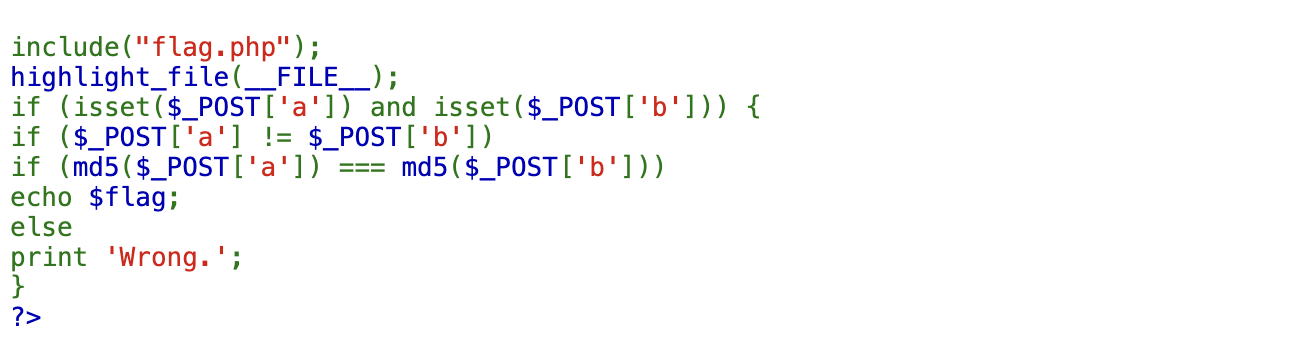 include("flag.php");
highlight_file(__FILE__);
if (isset($_POST['a']) and isset($_POST['b'])) {
if ($_POST['a'] != $_POST['b'])
if (md5($_POST['a']) === md5($_POST['b']))
echo $flag;
else
print 'Wrong.';
}
?>